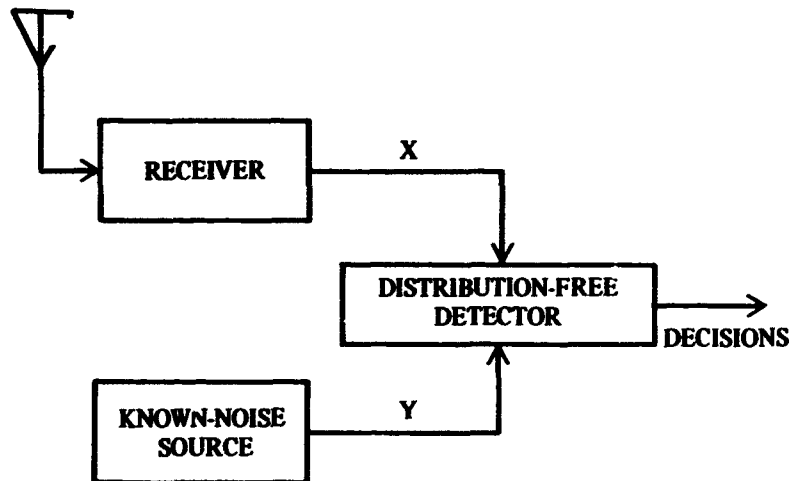 RECEIVER
X
DISTRIBUTION-FREE
DETECTOR
DECISIONS
KNOWN-NOISE
SOURCE
Y